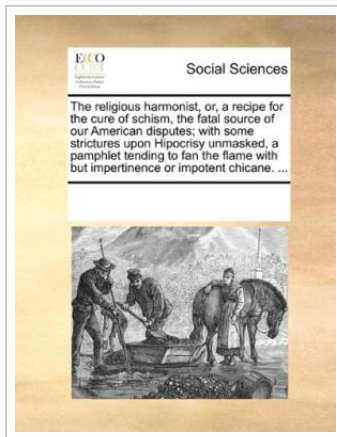 ECCO
Social Sciences
The religious harmonist, or, a recipe for
the cure of schism, the fatal source of
our American disputes; with some
strictures upon Hipocrisy unmasked, a
pamphlet tending to fan the flame with
but impertinence or impotent chicane. ...